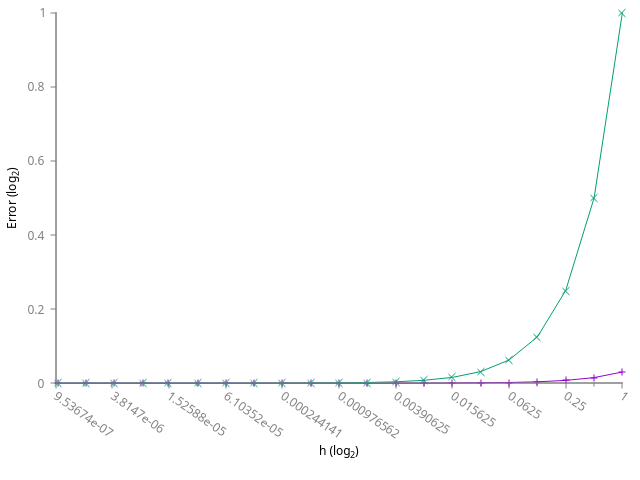 1
0.8
0.6
0.4
0.2
0
Error (log₂)
9.53674e-07
3.8147e-06
1.52588e-05
6.10352e-05
0.000244141
0.000976562
0.00390625
0.015625
0.0625
0.25
1
h (log₂)